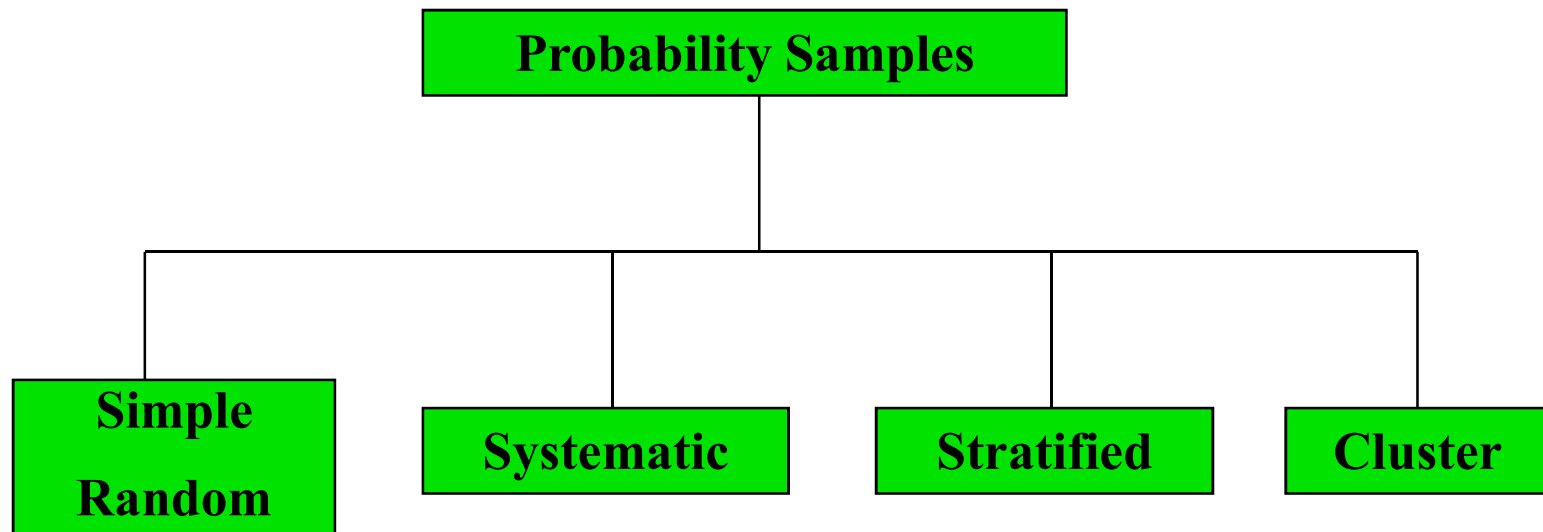 Probability Samples
Simple
Random
Systematic
Stratified
Cluster